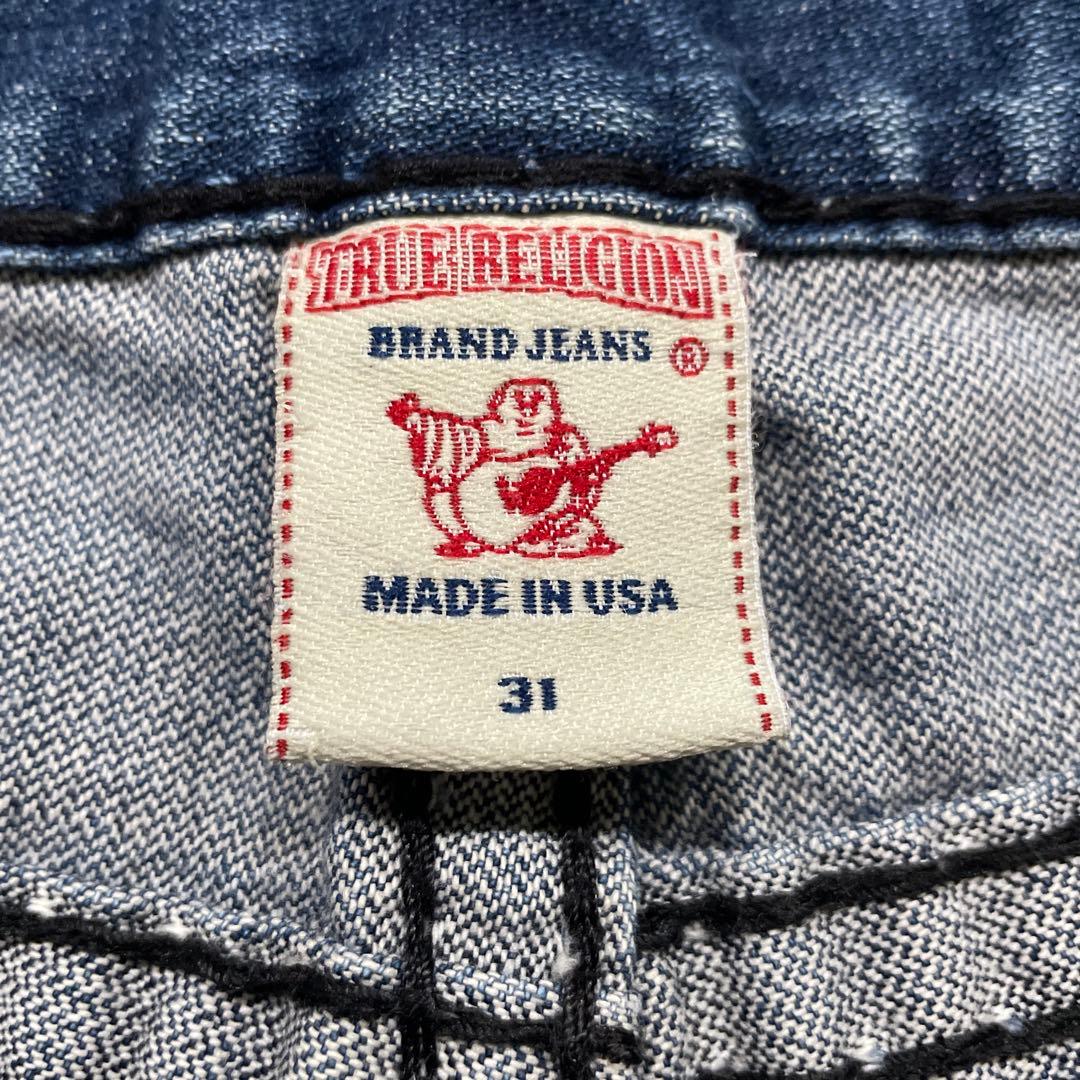 TRUE RELIGION
BRAND JEANS ®
MADE IN USA
31